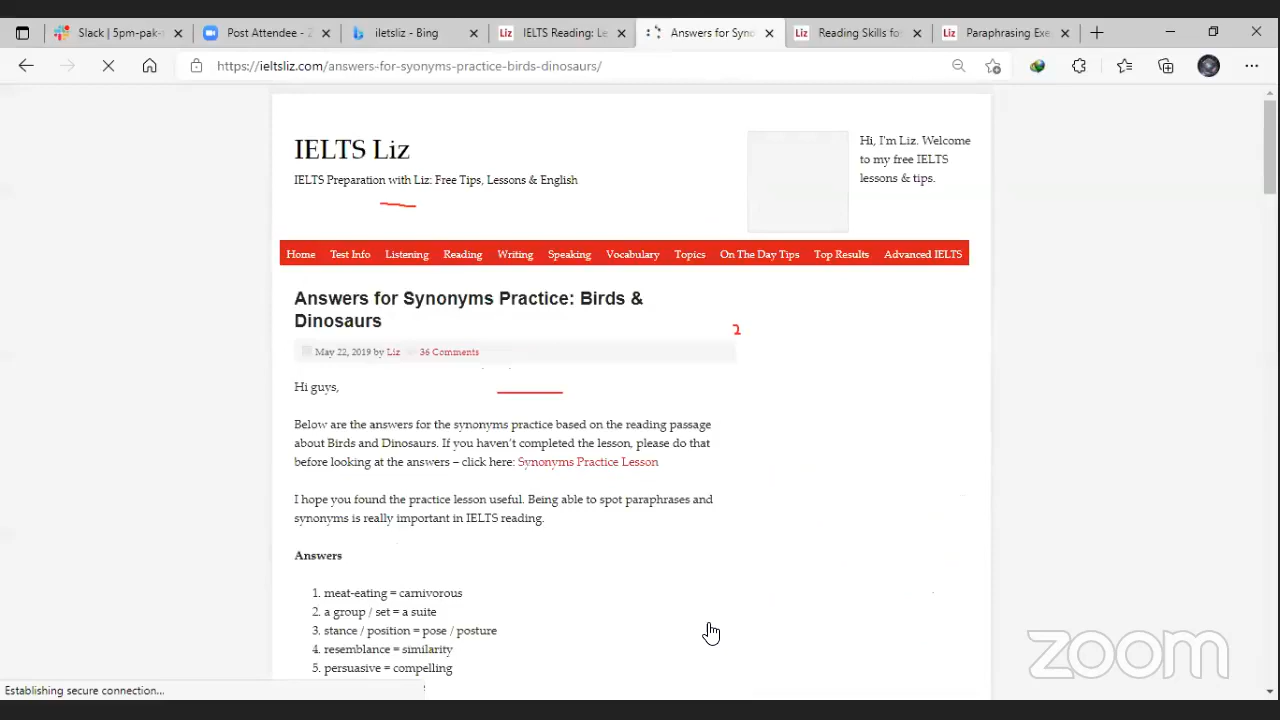 Slack | 5pm-pak-
Post Attendee - Z
iletsliz - Bing
Liz IELTS Reading: Le
Answers for Syno
Liz Reading Skills for
Liz Paraphrasing Exe
https://ieltsliz.com/answers-for-synonyms-practice-birds-dinosaurs/
IELTS Liz
IELTS Preparation with Liz: Free Tips, Lessons & English
Hi, I'm Liz. Welcome
to my free IELTS
lessons & tips.
Home Test Info Listening Reading Writing Speaking Vocabulary Topics On The Day Tips Top Results Advanced IELTS
Answers for Synonyms Practice: Birds &
Dinosaurs
May 22, 2019 by Liz 36 Comments
Hi guys,
Below are the answers for the synonyms practice based on the reading passage
about Birds and Dinosaurs. If you haven't completed the lesson, please do that
before looking at the answers – click here: Synonyms Practice Lesson
I hope you found the practice lesson useful. Being able to spot paraphrases and
synonyms is really important in IELTS reading.
Answers
1. meat-eating = carnivorous
2. a group / set = a suite
3. stance / position = pose / posture
4. resemblance = similarity
5. persuasive = compelling
Establishing secure connection...
zoom